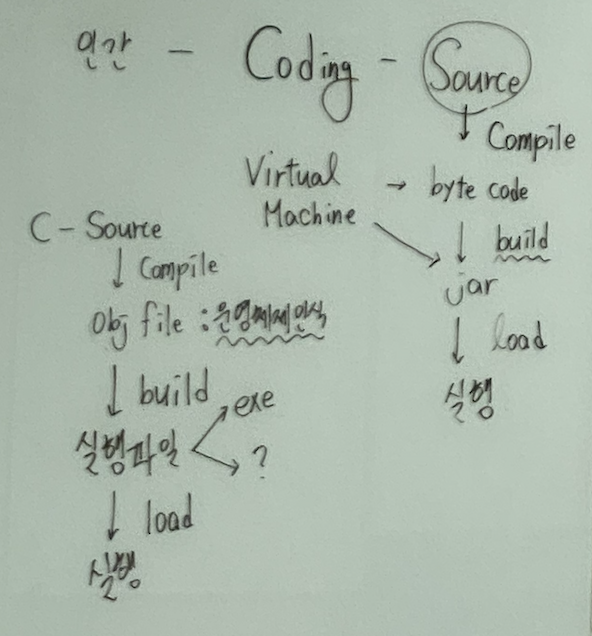 인간 - Coding - Source
Compile
Virtual Machine → byte code
build
jar
load
실행
C - Source
Compile
Obj file : 운영체제인식
build
실행파일
exe
?
load
실행